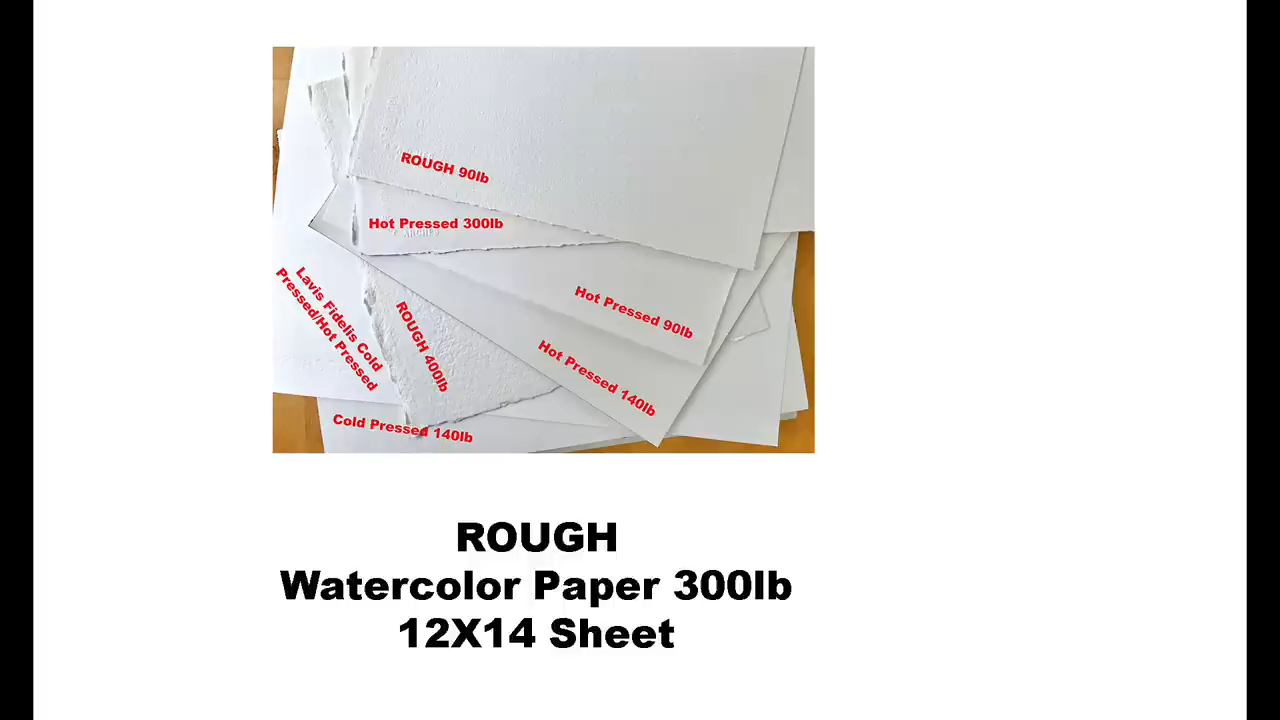 ROUGH 90lb
Hot Pressed 300lb
Hot Pressed 90lb
Lavis Fidelis Cold
Pressed/Hot Pressed
ROUGH 400lb
Hot Pressed 140lb
Cold Pressed 140lb
ROUGH
Watercolor Paper 300lb
12X14 Sheet